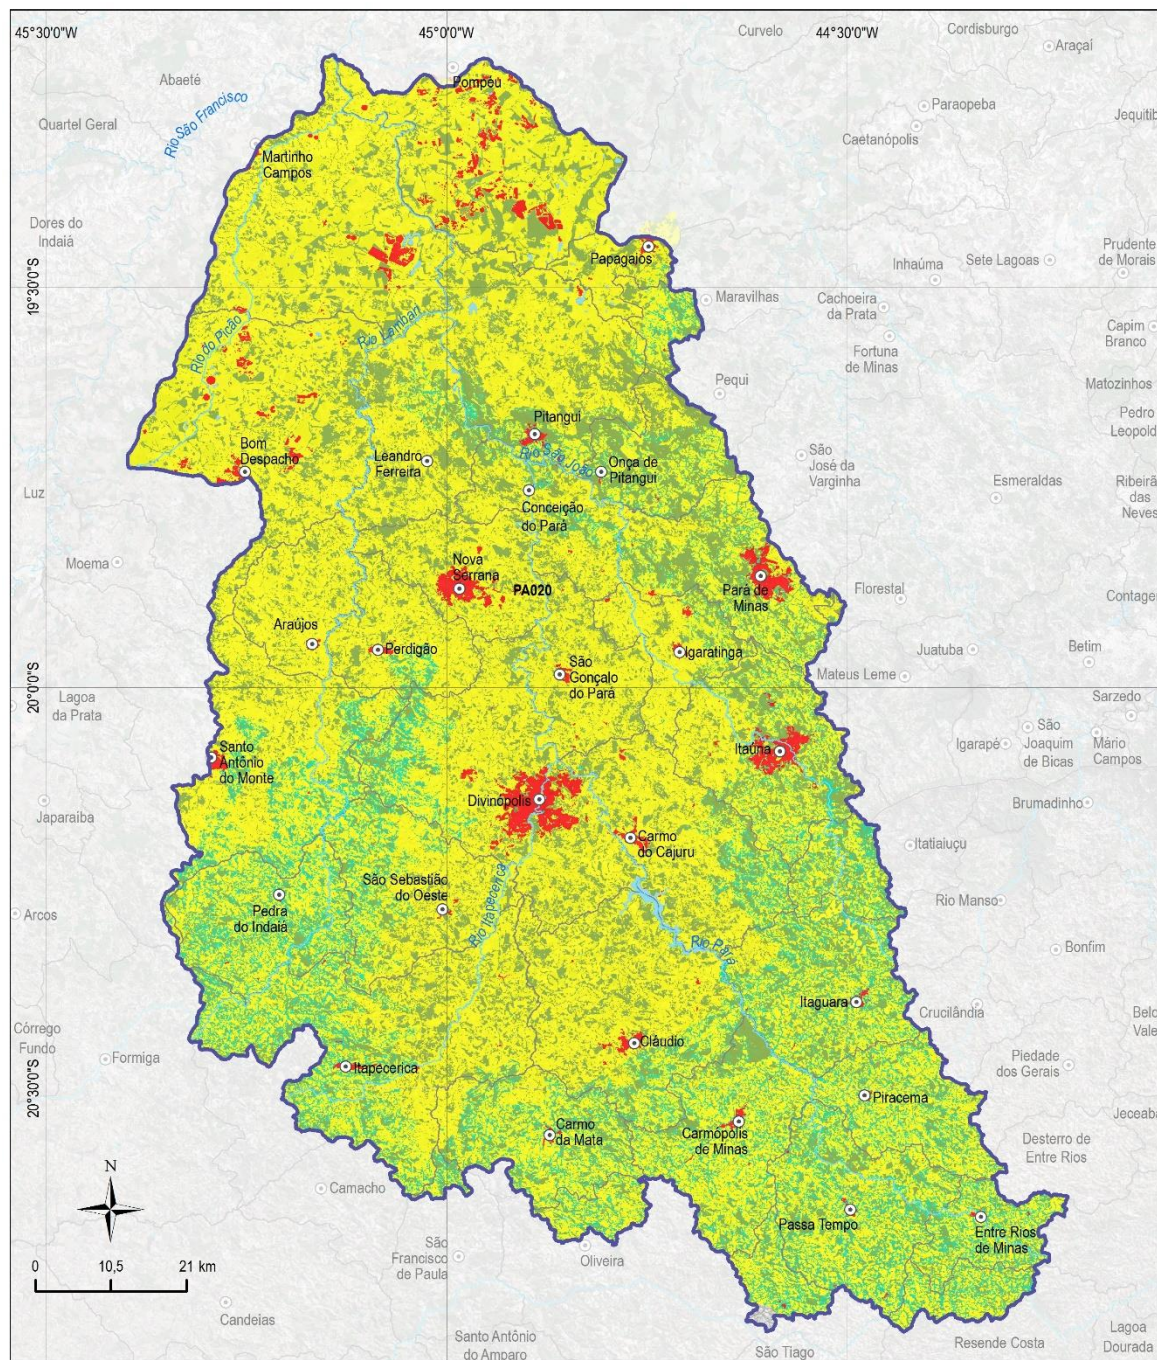 45°30'0"W
45°0'0"W
44°30'0"W
Curvelo
Cordisburgo
Araçaí
Abaeté
Pompéu
Rio São Francisco
Paraopeba
Quartel Geral
Caetanópolis
Martinho
Campos
Dores do
Indaiá
Papagaios
Prudente
de Morais
Inhaúma
Sete Lagoas
19°30'0"S
Maravilhas
Cachoeira
da Prata
Capim
Branco
Rio do Picão
Fortuna
de Minas
Pequi
Matozinhos
Pedro
Leopold
Pitangui
Bom
Despacho
Leandro
Ferreira
Rio São João
Onça de
Pitangui
São
José da
Varginha
Esmeraldas
Ribeirã
das
Neves
Luz
Conceição
do Pará
Moema
Nova
Serrana
PA020
Pará de
Minas
Florestal
Contage
Araújos
Perdigão
São
Gonçalo
do Pará
Igaratinga
Juatuba
Betim
Mateus Leme
20°0'0"S
Lagoa
da Prata
Sarzedo
Santo
Antônio
do Monte
Itaúna
Igarapé
São
Joaquim
de Bicas
Mário
Campos
Divinópolis
Brumadinho
Japaraiba
Carmo
do Cajuru
Itatiaiuçu
São Sebastião
do Oeste
Rio Itapecerica
Pedra
do Indaiá
Rio Manso
Arcos
Rio Pará
Bonfim
Itaguara
Crucilândia
Belo
Vale
Córrego
Fundo
Formiga
Cláudio
Piedade
dos Gerais
Itapecerica
20°30'0"S
Piracema
Jeceaba
Carmo
da Mata
Carmópolis
de Minas
Desterro de
Entre Rios
N
Camacho
Passa Tempo
Entre Rios
de Minas
São
Francisco
de Paula
Oliveira
0 10,5 21 km
Candeias
Santo Antônio
do Amparo
São Tiago
Resende Costa
Lagoa
Dourada